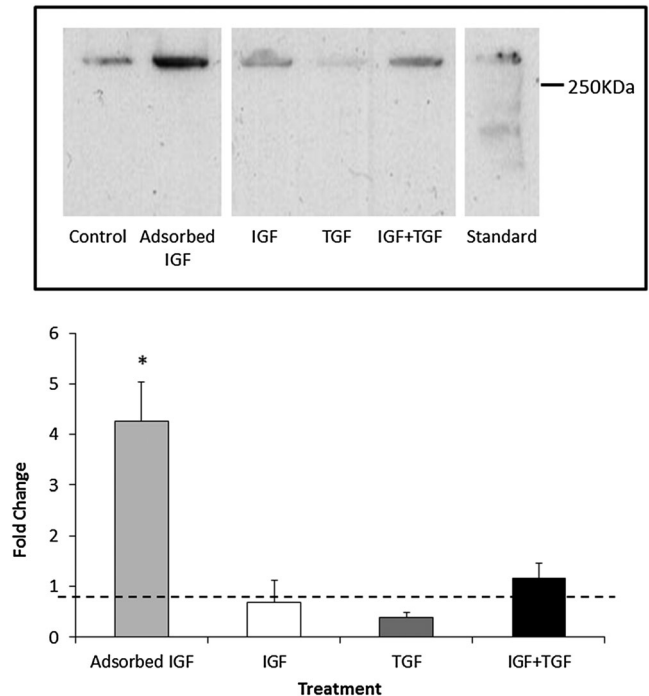 250KDa
Control Adsorbed IGF IGF TGF IGF+TGF Standard
6
*
5
4
3
2
1
0
Fold Change
Adsorbed IGF IGF TGF IGF+TGF
Treatment